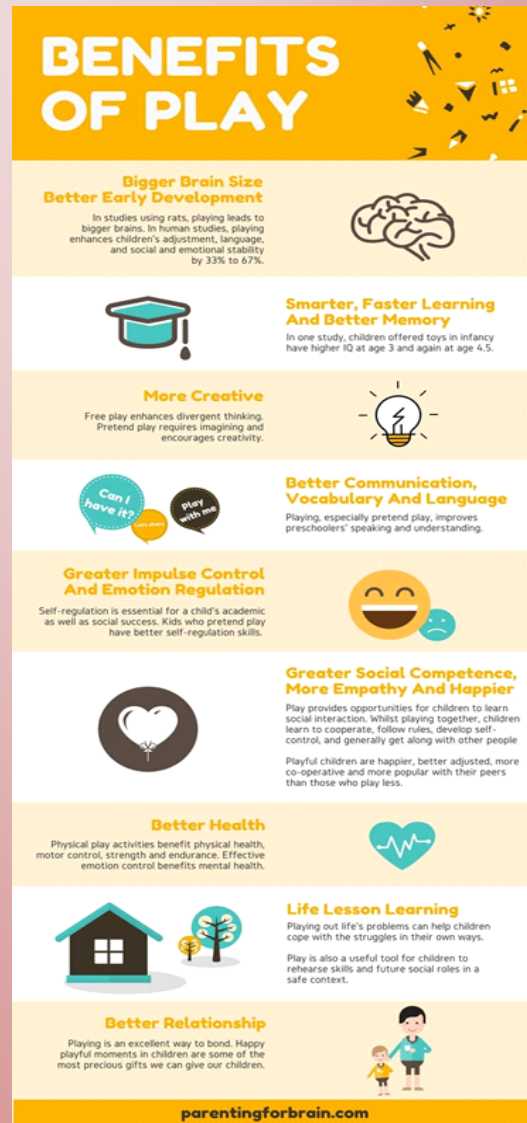 BENEFITS
OF PLAY
Bigger Brain Size
Better Early Development
In studies using rats, playing leads to
bigger brains. In human studies, playing
enhances children's adjustment, language,
and social and emotional stability
by 33% to 67%.
Smarter, Faster Learning
And Better Memory
In one study, children offered toys in infancy
have higher IQ at age 3 and again at age 4.5.
More Creative
Free play enhances divergent thinking.
Pretend play requires imagining and
encourages creativity.
Can I
have it?
Let's share
Play
with me
Better Communication,
Vocabulary And Language
Playing, especially pretend play, improves
preschoolers' speaking and understanding.
Greater Impulse Control
And Emotion Regulation
Self-regulation is essential for a child's academic
as well as social success. Kids who pretend play
have better self-regulation skills.
Greater Social Competence,
More Empathy And Happier
Play provides opportunities for children to learn
social interaction. Whilst playing together, children
learn to cooperate, follow rules, develop self-
control, and generally get along with other people
Playful children are happier, better adjusted, more
co-operative and more popular with their peers
than those who play less.
Better Health
Physical play activities benefit physical health,
motor control, strength and endurance. Effective
emotion control benefits mental health.
Life Lesson Learning
Playing out life's problems can help children
cope with the struggles in their own ways.
Play is also a useful tool for children to
rehearse skills and future social roles in a
safe context.
Better Relationship
Playing is an excellent way to bond. Happy
playful moments in children are some of the
most precious gifts we can give our children.
parentingforbrain.com